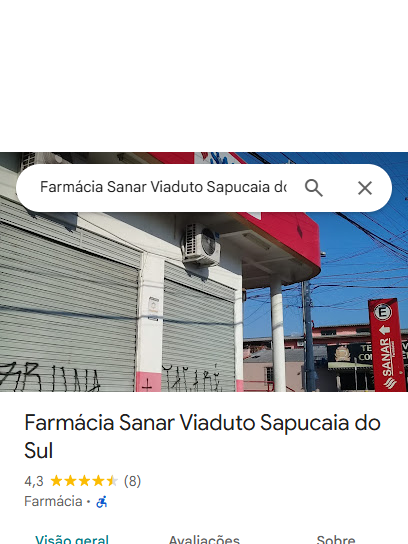 Farmácia Sanar Viaduto Sapucaia do
SANAR
Farmácia Sanar Viaduto Sapucaia do
Sul
4,3 (8)
Farmácia ·
Visão geral Avaliações Sobre